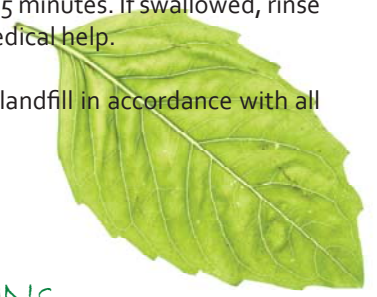 5 minutes. If swallowed, rinse
edical help.
landfill in accordance with all